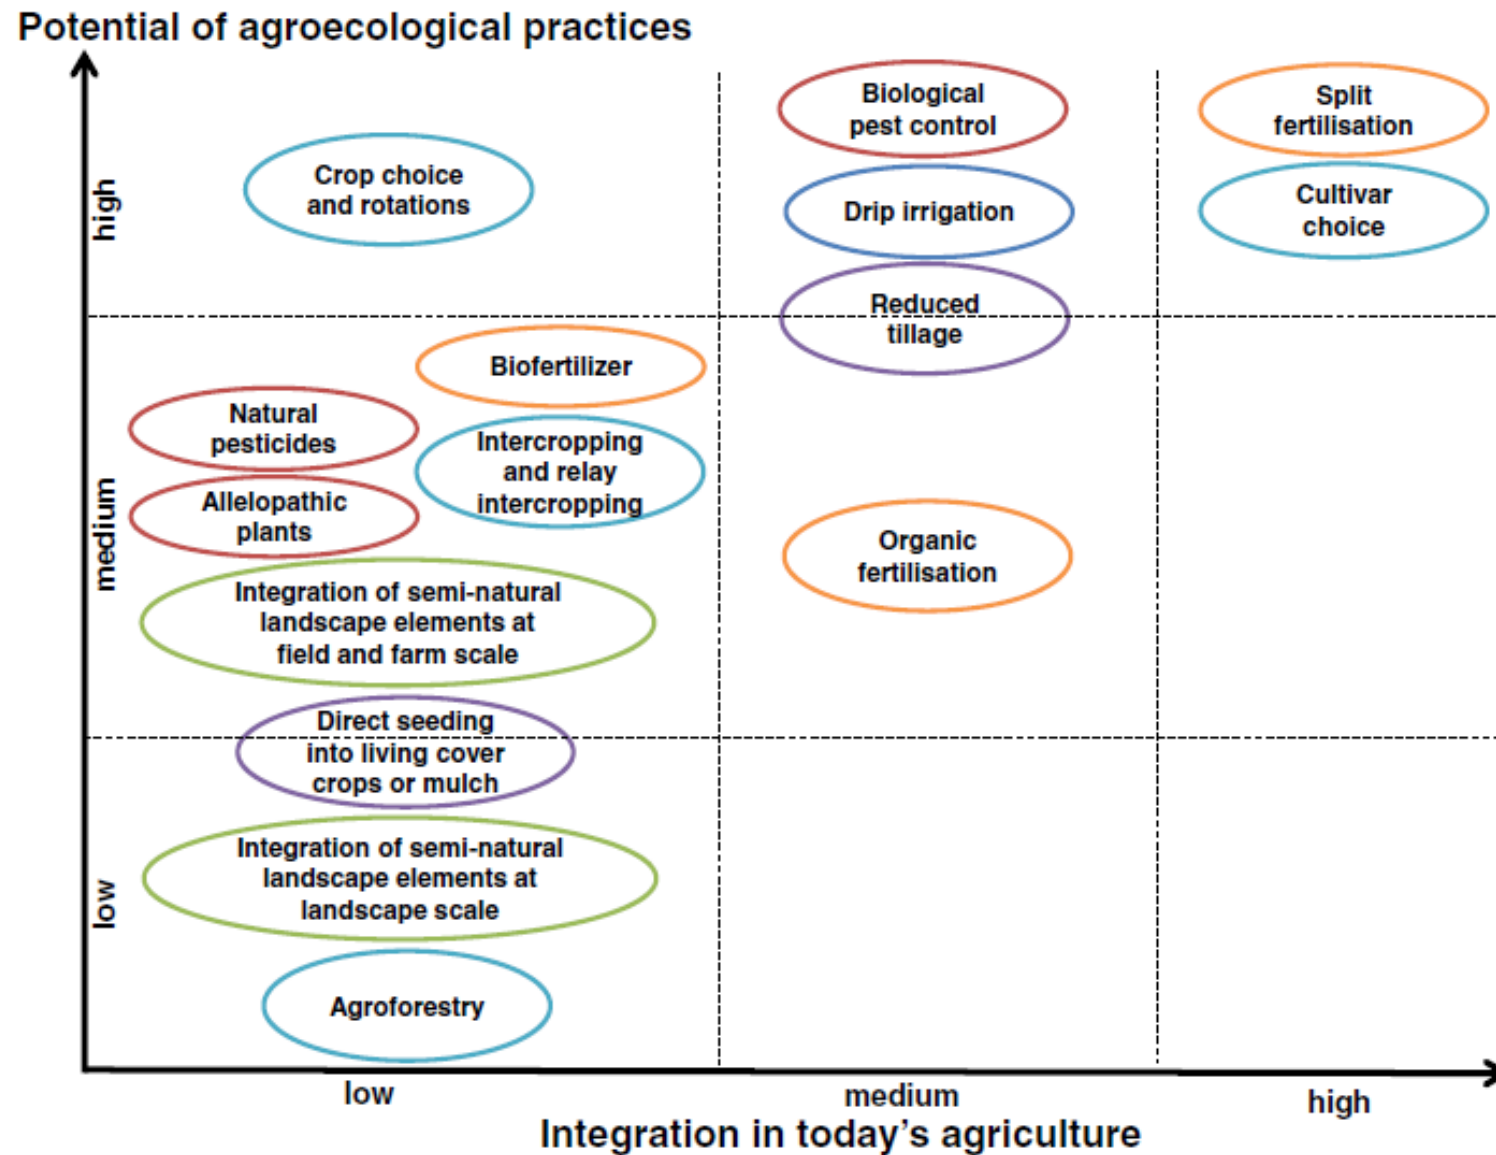 Potential of agroecological practices
high
Crop choice
and rotations
Biological
pest control
Drip irrigation
Reduced
tillage
Split
fertilisation
Cultivar
choice
medium
Biofertilizer
Natural
pesticides
Intercropping
and relay
intercropping
Allelopathic
plants
Integration of semi-natural
landscape elements at
field and farm scale
Organic
fertilisation
Direct seeding
into living cover
crops or mulch
low
Integration of semi-natural
landscape elements at
landscape scale
Agroforestry
low
medium
high
Integration in today’s agriculture